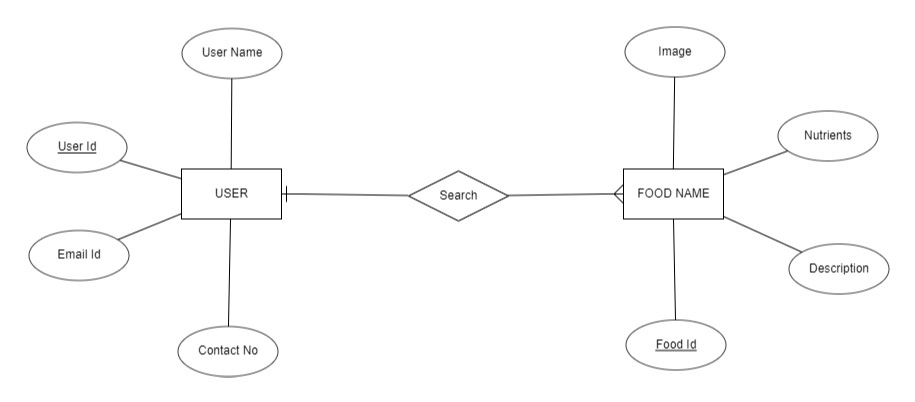 User Name
Image
Nutrients
User Id
USER
Search
FOOD NAME
Email Id
Description
Contact No
Food Id